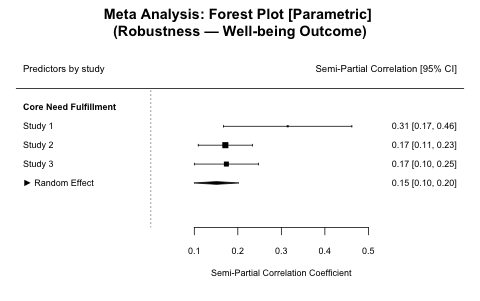 Meta Analysis: Forest Plot [Parametric]
(Robustness — Well-being Outcome)
Predictors by study Semi-Partial Correlation [95% CI]
Core Need Fulfillment
Study 1 0.31 [0.17, 0.46]
Study 2 0.17 [0.11, 0.23]
Study 3 0.17 [0.10, 0.25]
► Random Effect 0.15 [0.10, 0.20]
0.1 0.2 0.3 0.4 0.5
Semi-Partial Correlation Coefficient